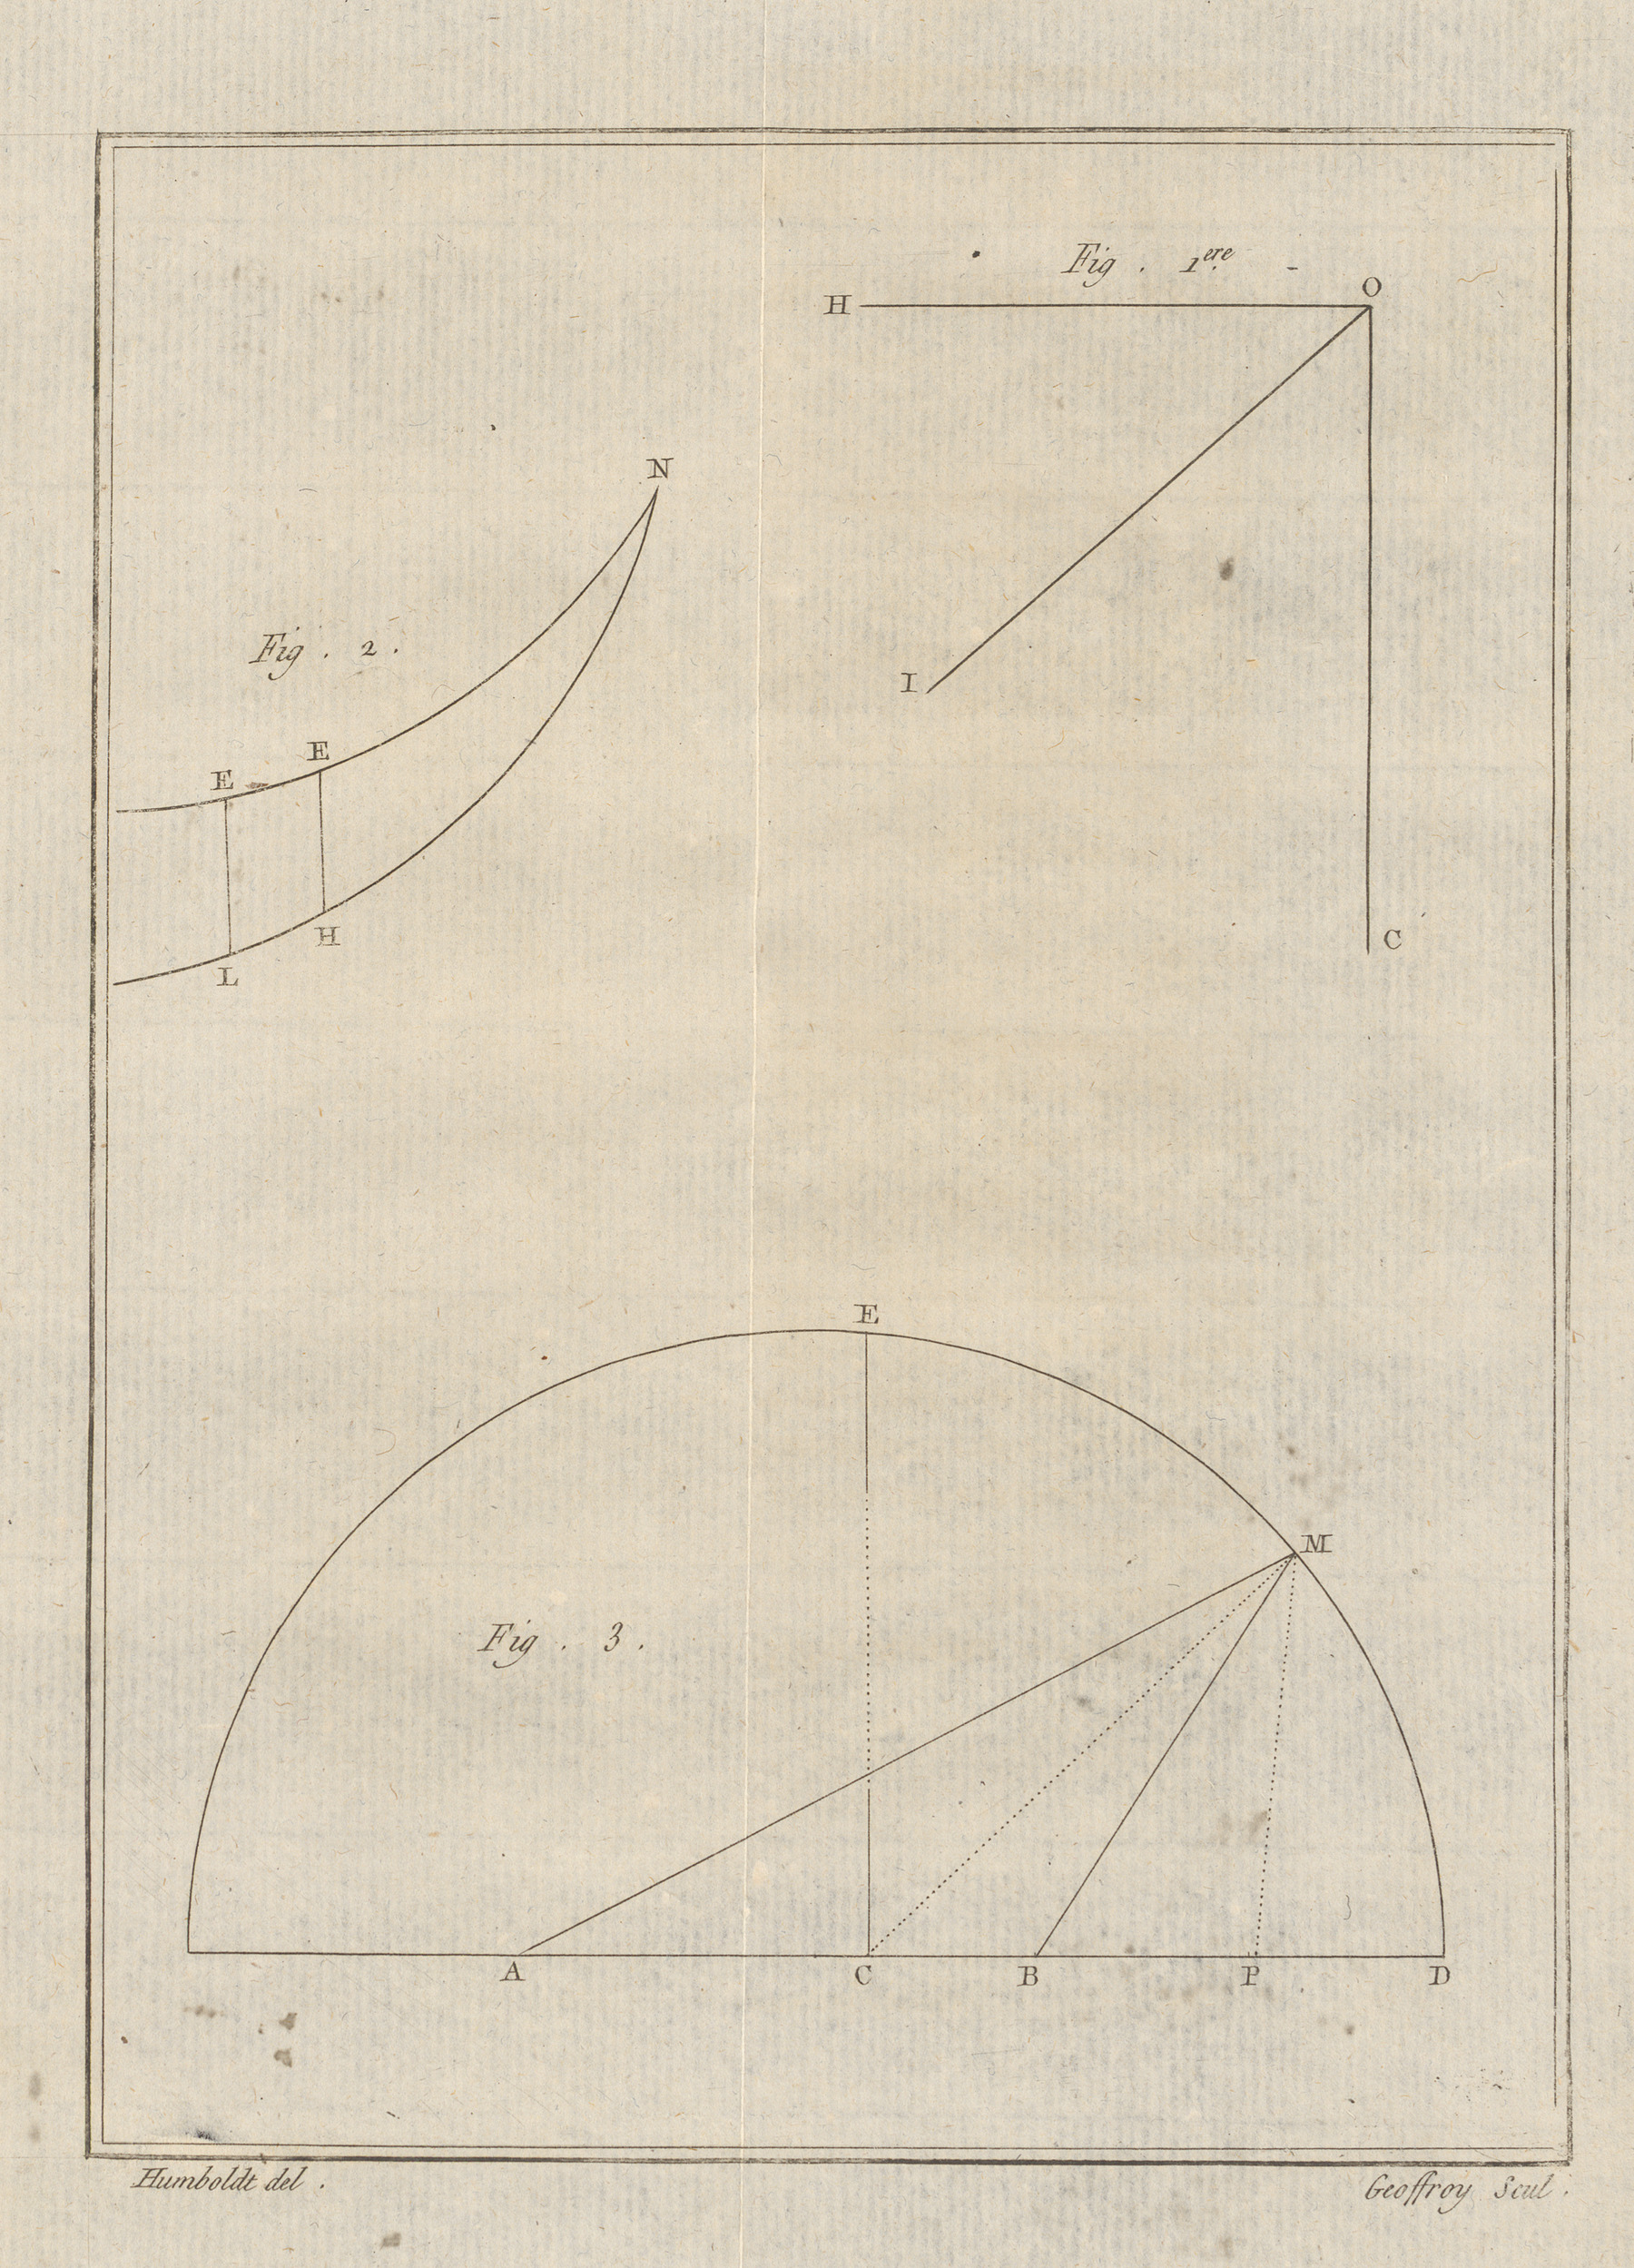 Fig. 1.ere
H
O
I
C
N
Fig. 2.
E
E
H
L
E
M
Fig. 3.
A
C
B
P
D
Humboldt del.
Geoffroy Scul.